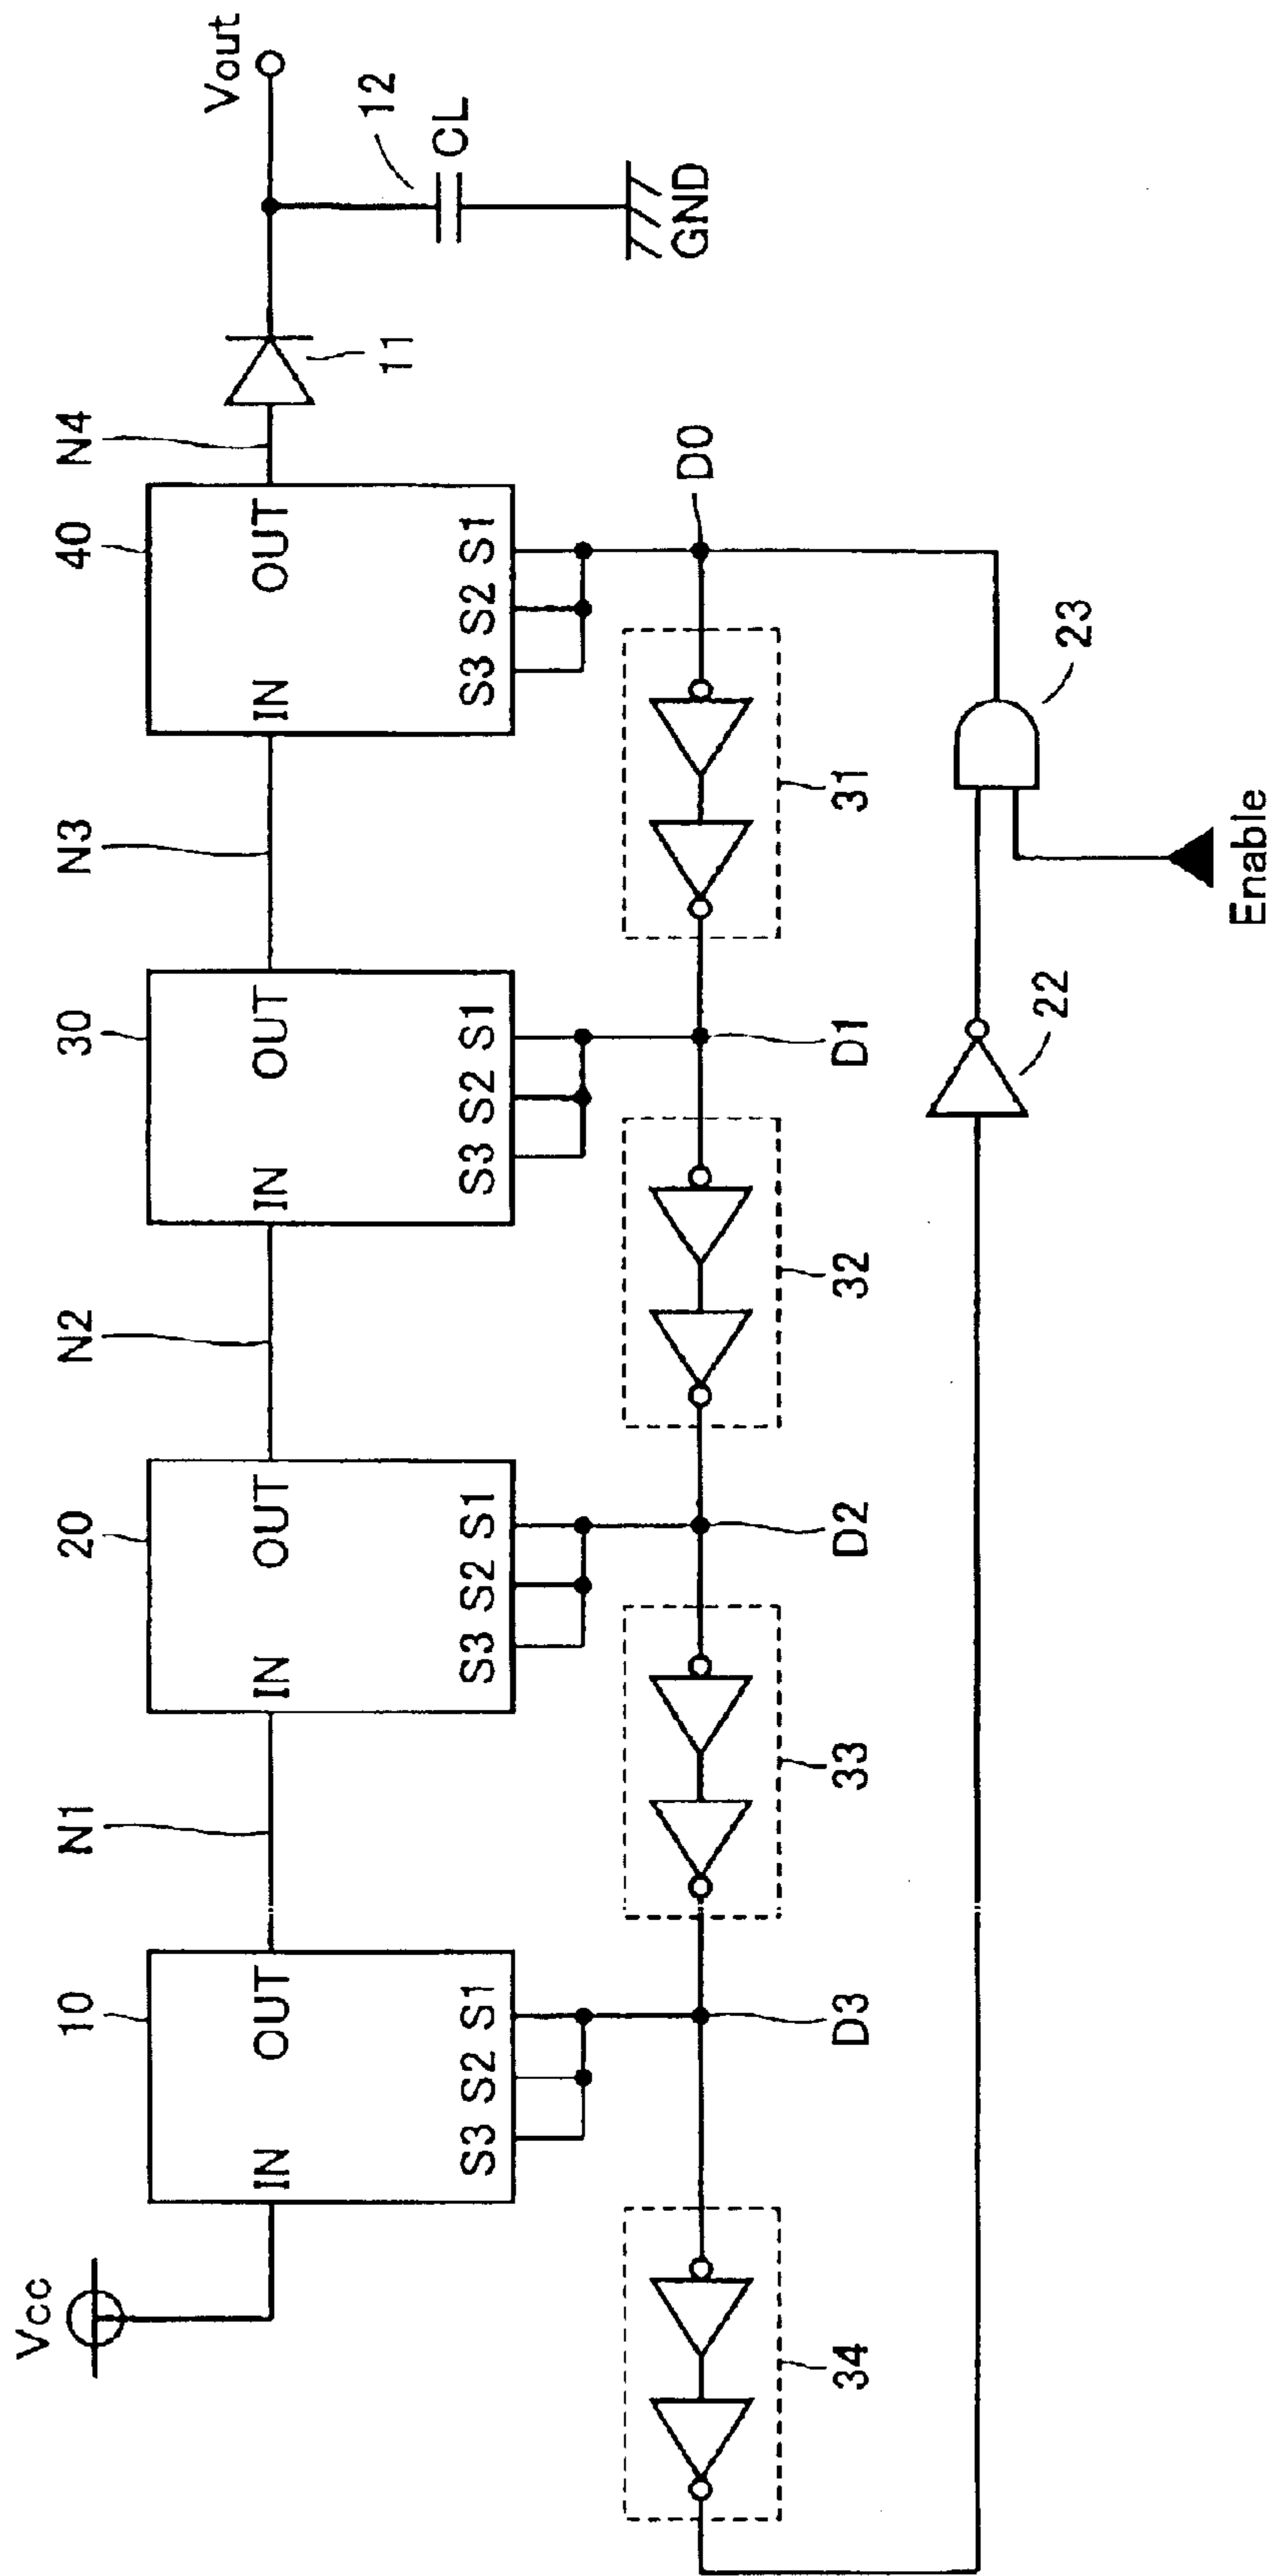 Vcc
10
N1
20
N2
30
N3
40
N4
Vout
IN
OUT
IN
OUT
IN
OUT
IN
OUT
11
12
CL
GND
S3 S2 S1
S3 S2 S1
S3 S2 S1
S3 S2 S1
D0
34
D3
33
D2
32
D1
31
22
23
Enable